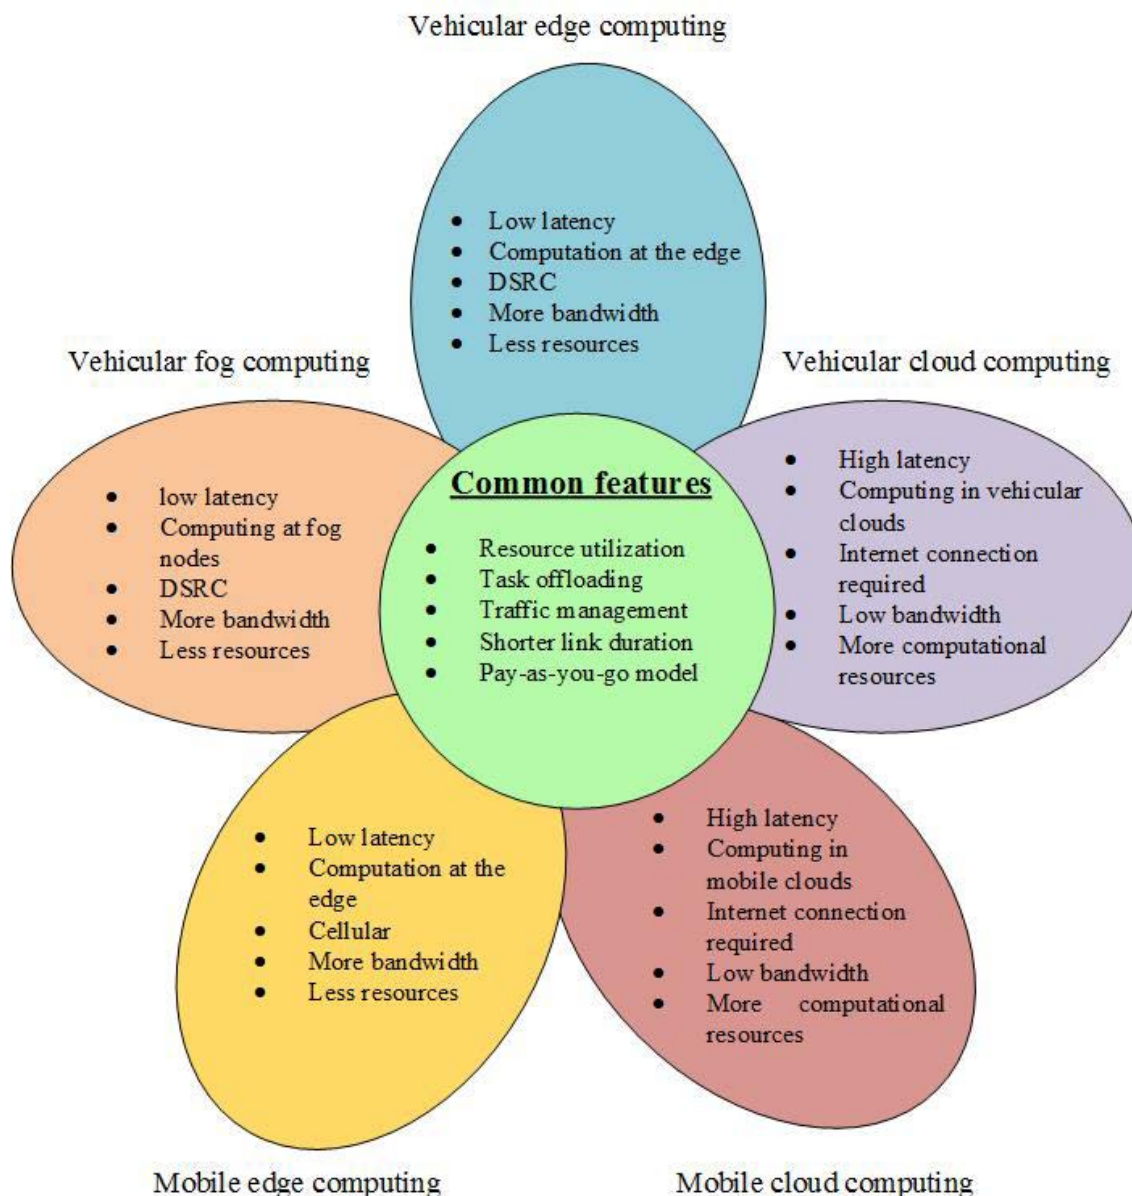 Vehicular edge computing
• Low latency
• Computation at the edge
• DSRC
• More bandwidth
• Less resources
Vehicular fog computing
• low latency
• Computing at fog
nodes
• DSRC
• More bandwidth
• Less resources
Vehicular cloud computing
• High latency
• Computing in vehicular
clouds
• Internet connection
required
• Low bandwidth
• More computational
resources
Common features
• Resource utilization
• Task offloading
• Traffic management
• Shorter link duration
• Pay-as-you-go model
• Low latency
• Computation at the
edge
• Cellular
• More bandwidth
• Less resources
Mobile edge computing
• High latency
• Computing in
mobile clouds
• Internet connection
required
• Low bandwidth
• More computational
resources
Mobile cloud computing